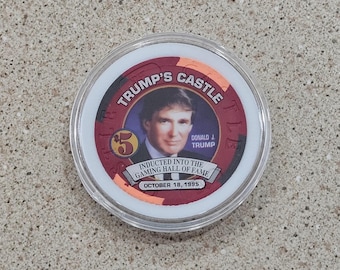 TRUMP'S CASTLE
$5
DONALD J.
TRUMP
INDUCTED INTO THE
GAMING HALL OF FAME
OCTOBER 18, 1995